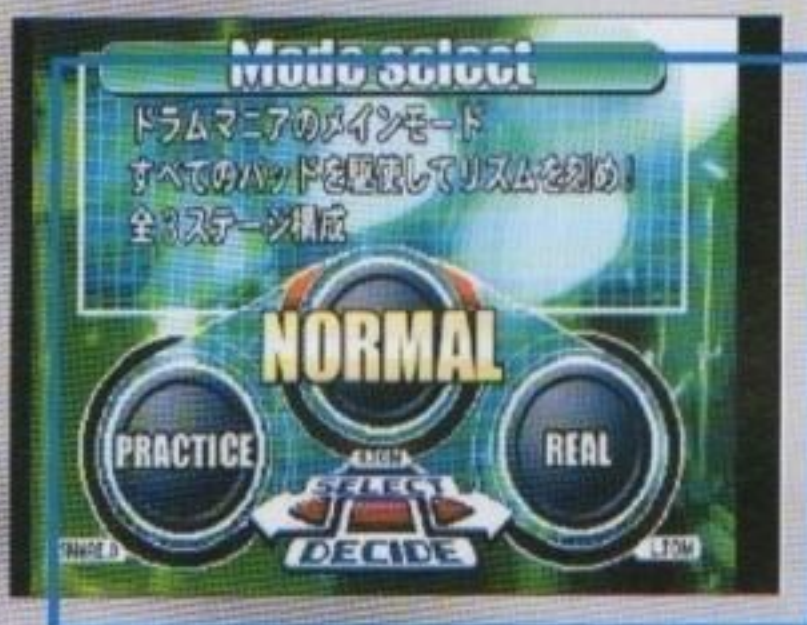 Mode select
ドラムマニアのメインモード
すべてのパッドを駆使してリズムを刻め！
全3ステージ構成
NORMAL
PRACTICE
REAL
SELECT
DECIDE
SNARE.D
L.TOM